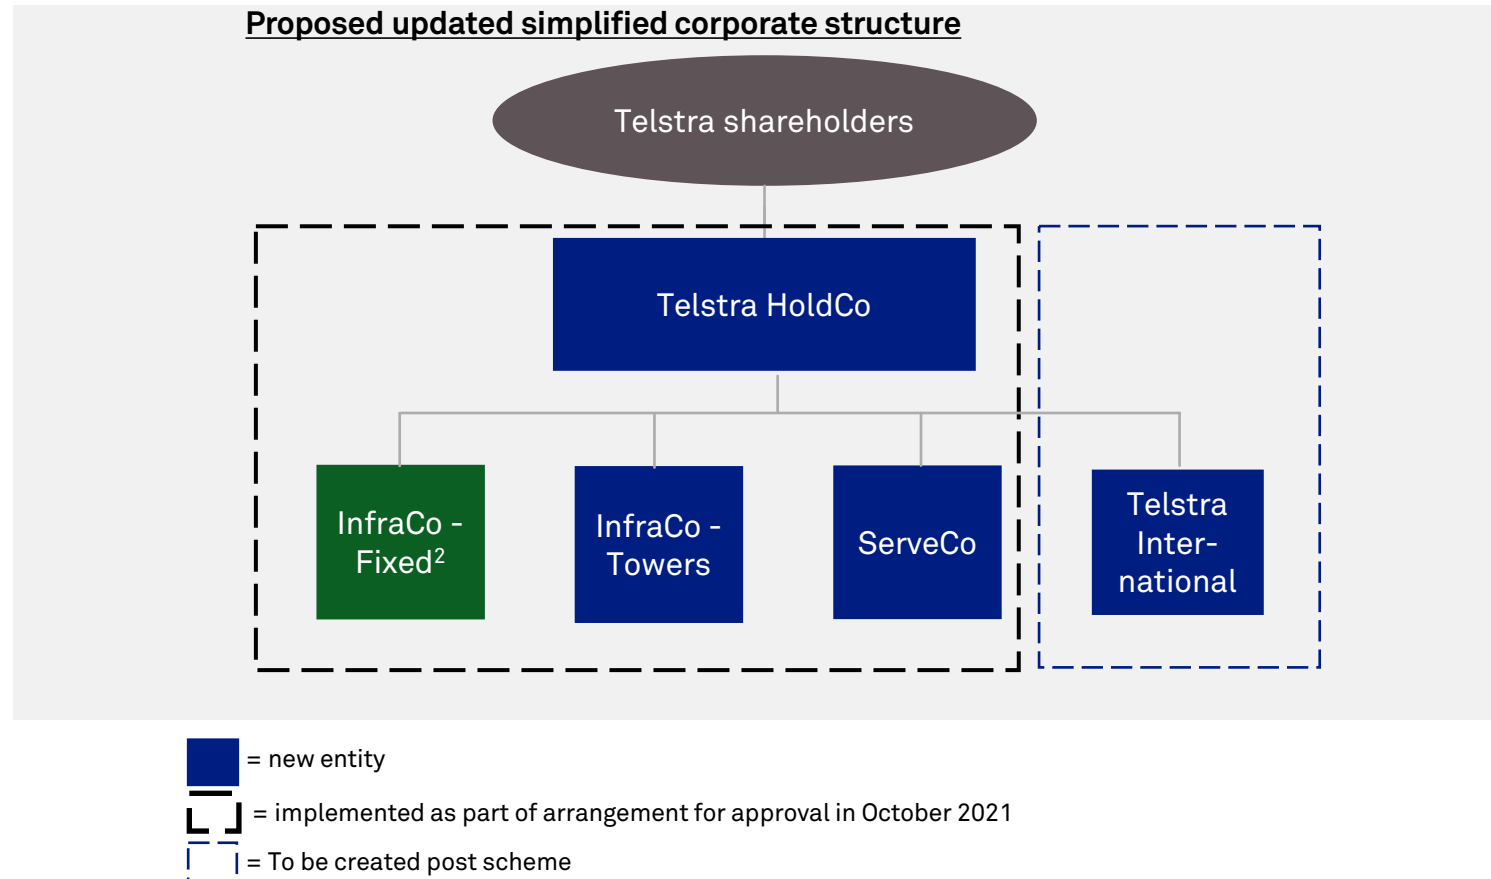 Proposed updated simplified corporate structure
Telstra shareholders
Telstra HoldCo
InfraCo -
Fixed²
InfraCo -
Towers
ServeCo
Telstra
Inter-
national
= new entity
= implemented as part of arrangement for approval in October 2021
= To be created post scheme